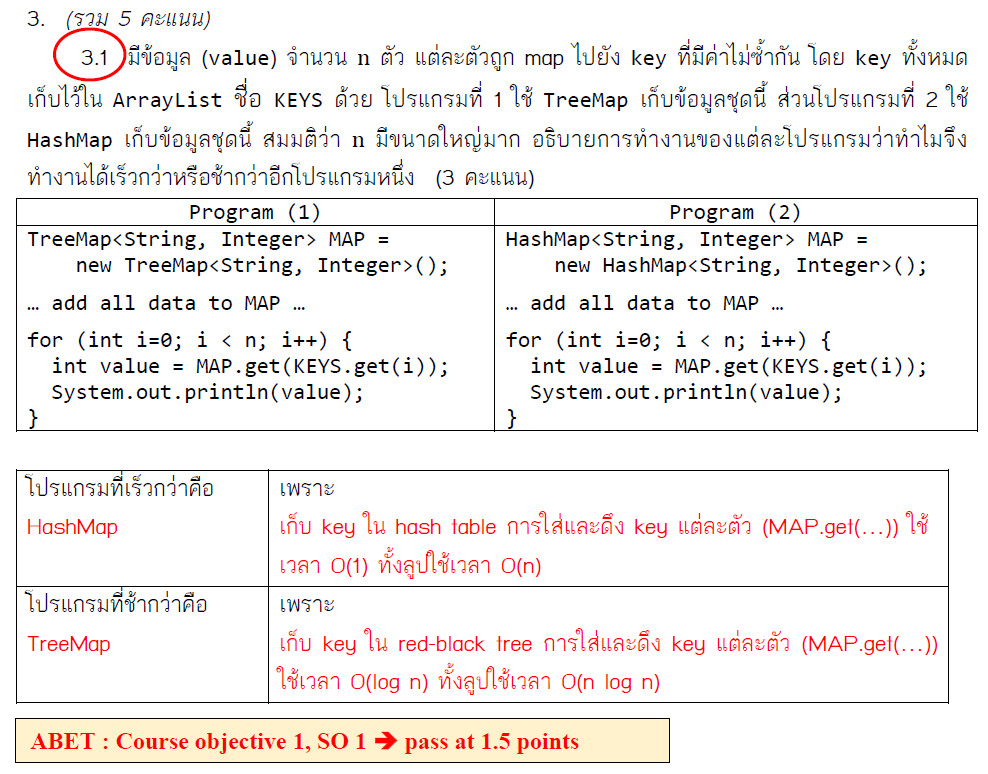 3. (รวม 5 คะแนน)
3.1 มีข้อมูล (value) จำนวน n ตัว แต่ละตัวถูก map ไปยัง key ที่มีค่าไม่ซ้ำกัน โดย key ทั้งหมด
เก็บไว้ใน ArrayList ชื่อ KEYS ด้วย โปรแกรมที่ 1 ใช้ TreeMap เก็บข้อมูลชุดนี้ ส่วนโปรแกรมที่ 2 ใช้
HashMap เก็บข้อมูลชุดนี้ สมมติว่า n มีขนาดใหญ่มาก อธิบายการทำงานของแต่ละโปรแกรมว่าทำไมจึง
ทำงานได้เร็วกว่าหรือช้ากว่าอีกโปรแกรมหนึ่ง (3 คะแนน)
Program (1)
TreeMap<String, Integer> MAP =
new TreeMap<String, Integer>();
… add all data to MAP …
for (int i=0; i < n; i++) {
int value = MAP.get(KEYS.get(i));
System.out.println(value);
}
Program (2)
HashMap<String, Integer> MAP =
new HashMap<String, Integer>();
… add all data to MAP …
for (int i=0; i < n; i++) {
int value = MAP.get(KEYS.get(i));
System.out.println(value);
}
โปรแกรมที่เร็วกว่าคือ
HashMap
เพราะ
เก็บ key ใน hash table การใส่และดึง key แต่ละตัว (MAP.get(...)) ใช้
เวลา O(1) ทั้งลูปใช้เวลา O(n)
โปรแกรมที่ช้ากว่าคือ
TreeMap
เพราะ
เก็บ key ใน red-black tree การใส่และดึง key แต่ละตัว (MAP.get(...))
ใช้เวลา O(log n) ทั้งลูปใช้เวลา O(n log n)
ABET : Course objective 1, SO 1 ➔ pass at 1.5 points